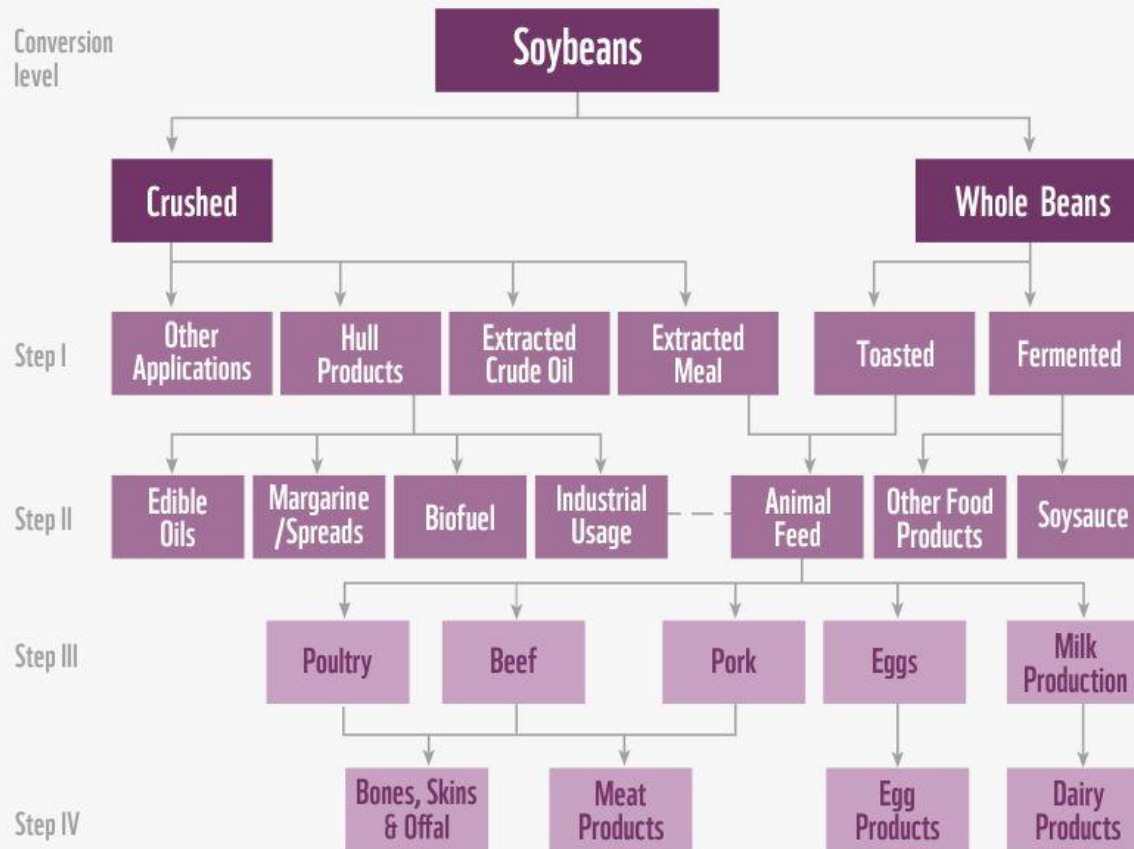 Conversion
level
Soybeans
Crushed
Whole Beans
Step I
Other
Applications
Hull
Products
Extracted
Crude Oil
Extracted
Meal
Toasted
Fermented
Step II
Edible
Oils
Margarine
/Spreads
Biofuel
Industrial
Usage
Animal
Feed
Other Food
Products
Soysauce
Step III
Poultry
Beef
Pork
Eggs
Milk
Production
Step IV
Bones, Skins
& Offal
Meat
Products
Egg
Products
Dairy
Products